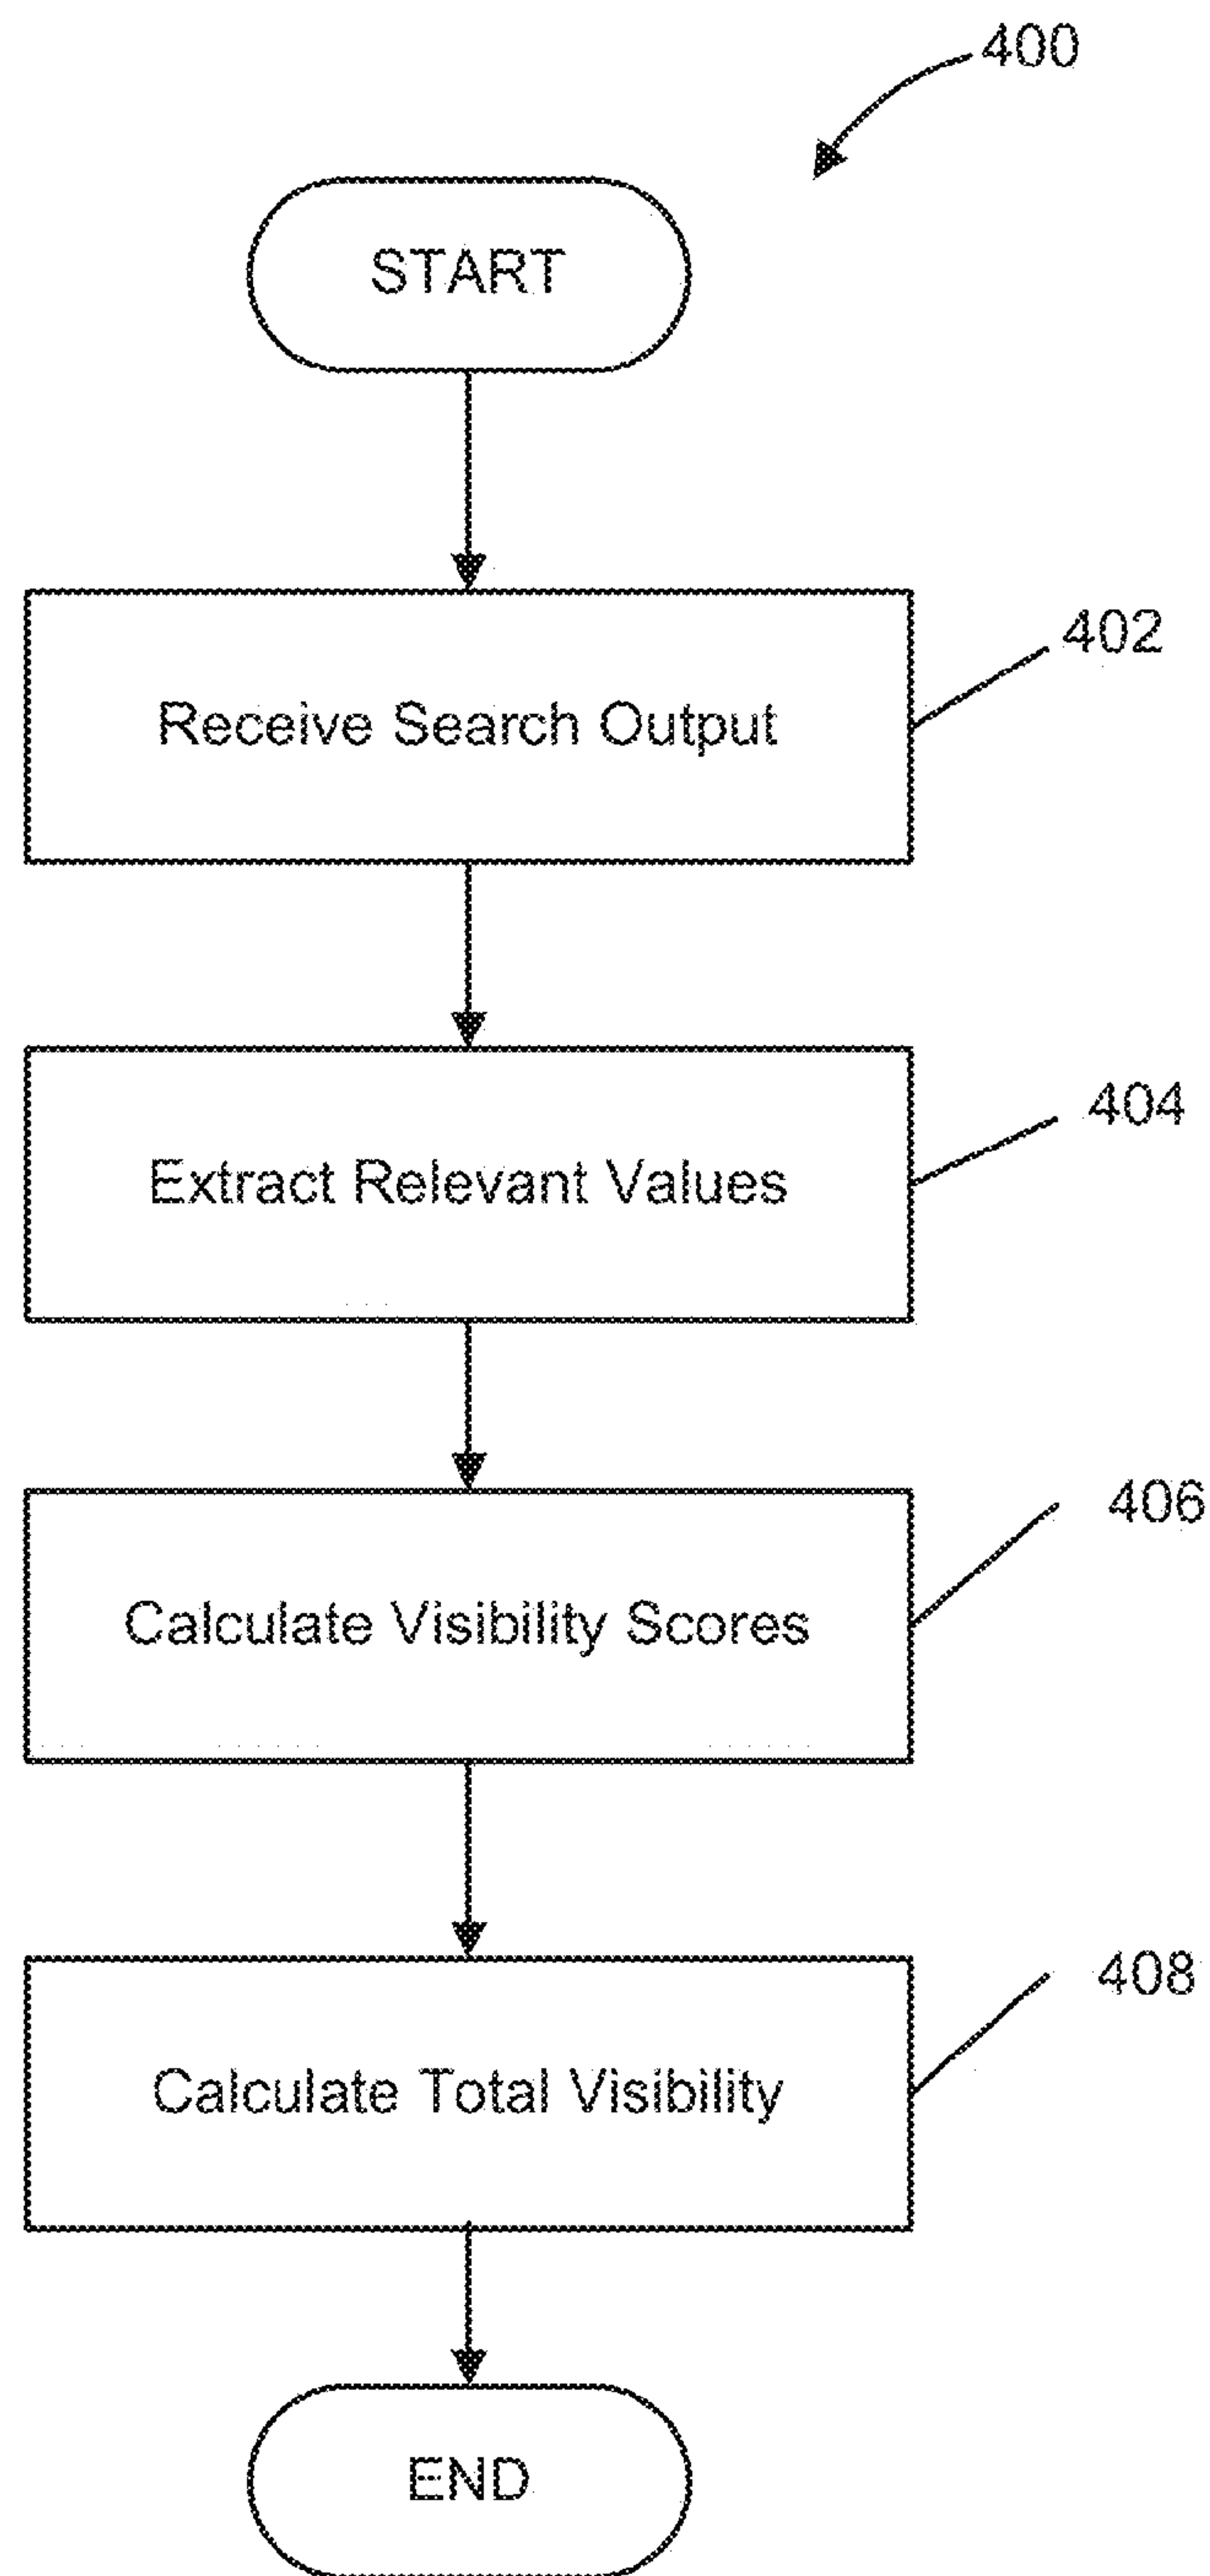 400
START
Receive Search Output
402
Extract Relevant Values
404
Calculate Visibility Scores
406
Calculate Total Visibility
408
END